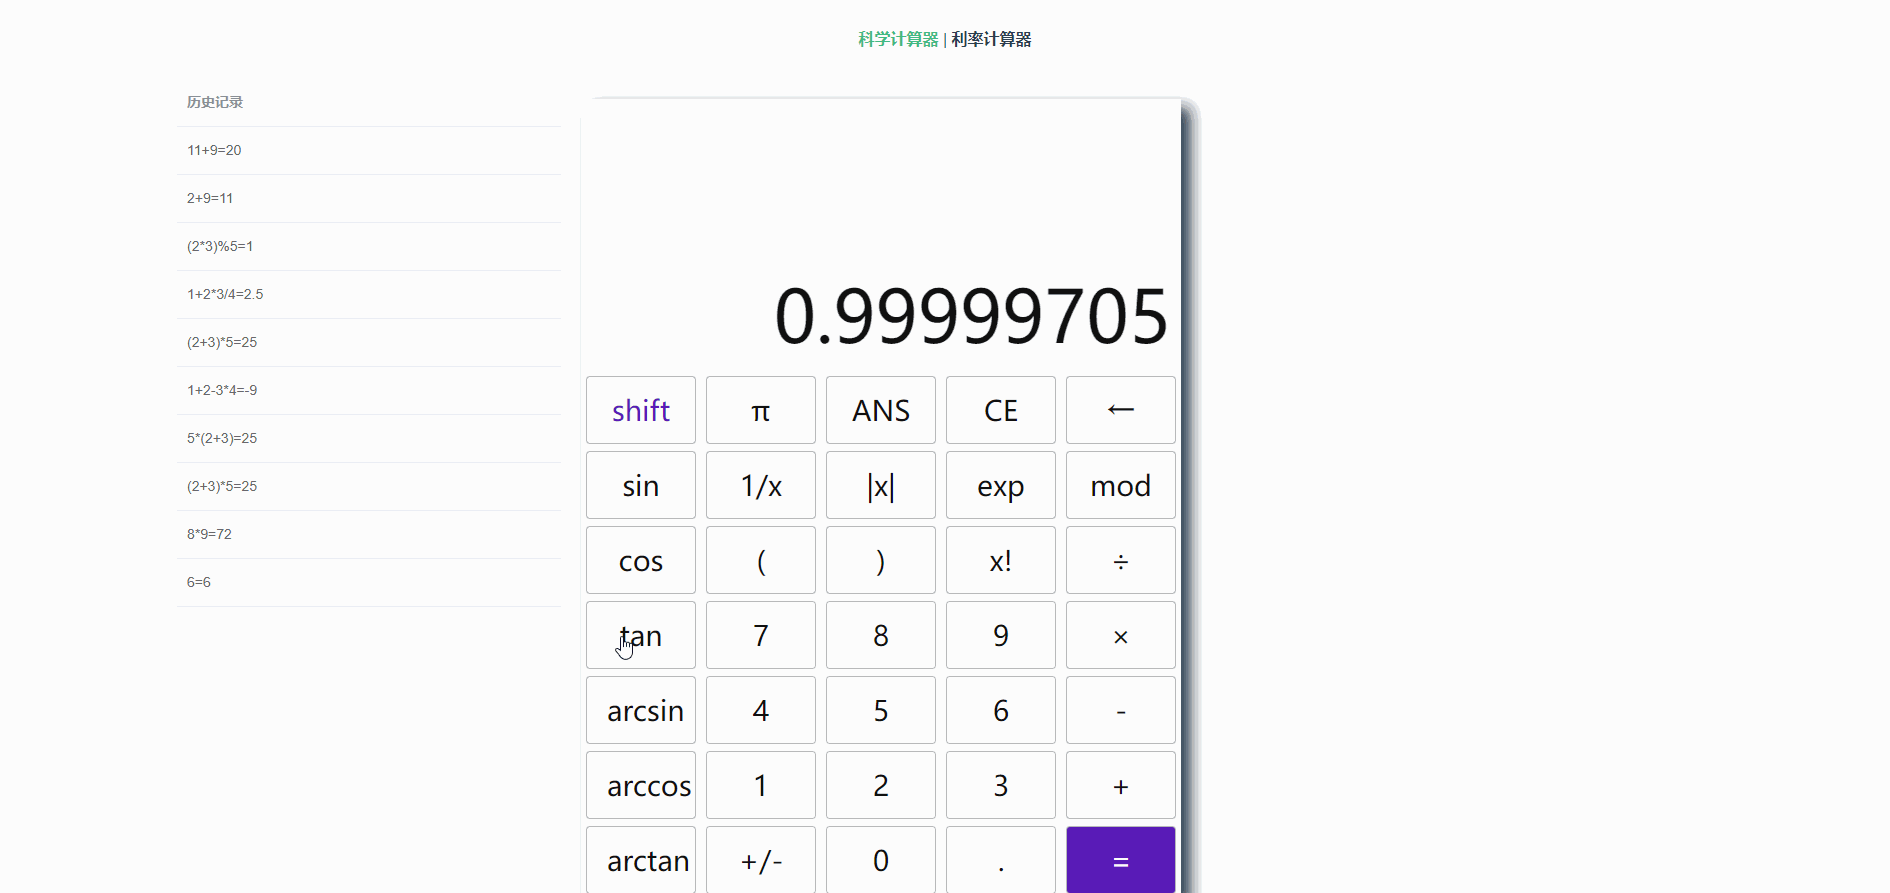 科学计算器 | 利率计算器
历史记录
11+9=20
2+9=11
(2*3)%5=1
1+2*3/4=2.5
(2+3)*5=25
1+2-3*4=-9
5*(2+3)=25
(2+3)*5=25
8*9=72
6=6
0.99999705
shift π ANS CE ←
sin 1/x |x| exp mod
cos ( ) x! ÷
tan 7 8 9 ×
arcsin 4 5 6 -
arccos 1 2 3 +
arctan +/- 0 . =